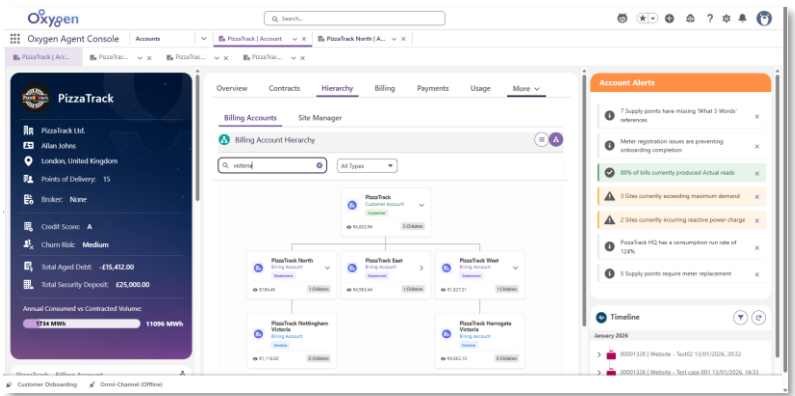 Oxygen
Search...
Oxygen Agent Console
Accounts
PizzaTrack | Account
PizzaTrack North | A...
PizzaTrack | Acc...
PizzaTrac...
PizzaTrac...
PizzaTrac...
PizzaTrack
PizzaTrack Ltd.
Allan Johns
London, United Kingdom
Points of Delivery: 15
Broker: None
Credit Score: A
Churn Risk: Medium
Total Aged Debt: -£15,412.00
Total Security Deposit: £25,000.00
Annual Consumed vs Contracted Volume:
5734 MWh
11096 MWh
Overview
Contracts
Hierarchy
Billing
Payments
Usage
More
Billing Accounts
Site Manager
Billing Account Hierarchy
victoria
All Types
PizzaTrack
Customer Account
Customer
3 Children
PizzaTrack North
Billing Account
Statement
1 Children
PizzaTrack East
Billing Account
Statement
1 Children
PizzaTrack West
Billing Account
Statement
1 Children
PizzaTrack Nottingham
Victoria
Billing Account
Invoice
0 Children
PizzaTrack Harrogate
Victoria
Billing Account
Invoice
0 Children
Account Alerts
7 Supply points have missing 'What 3 Words'
references
Meter registration issues are preventing
onboarding completion
88% of bills currently produced Actual reads
3 Sites currently exceeding maximum demand
2 Sites currently incurring reactive power charge
PizzaTrack HQ has a consumption run rate of
124%
5 Supply points require meter replacement
Timeline
January 2026
00001328 | Website - Test02 13/01/2026, 20:32
00001326 | Website - Test case 001 13/01/2026, 14:33
PizzaTrack - Billing Account
Customer Onboarding
Omni-Channel (Offline)